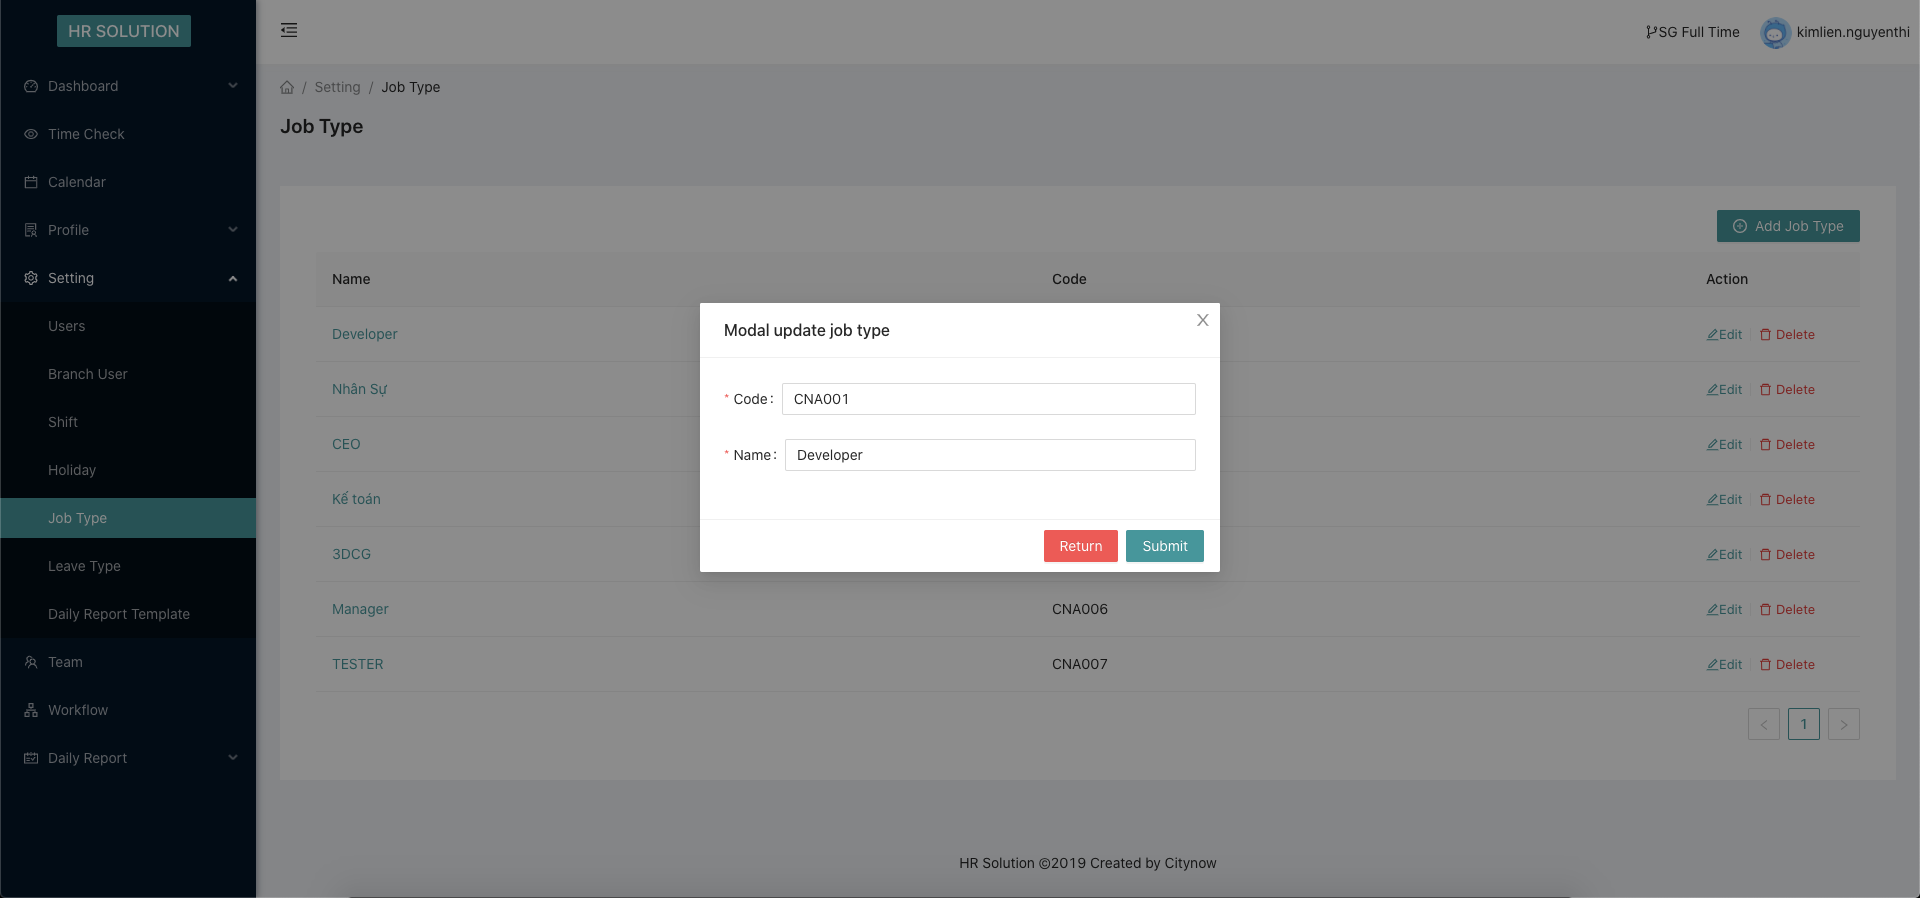 HR SOLUTION
SG Full Time
kimlien.nguyenthi
Dashboard
Time Check
Calendar
Profile
Setting
Users
Branch User
Shift
Holiday
Job Type
Leave Type
Daily Report Template
Team
Workflow
Daily Report
/ Setting / Job Type
Job Type
Add Job Type
Name Code Action
Developer Edit Delete
Nhân Sự Edit Delete
CEO Edit Delete
Kế toán Edit Delete
3DCG Edit Delete
Manager CNA006 Edit Delete
TESTER CNA007 Edit Delete
< 1 >
Modal update job type
* Code: CNA001
* Name: Developer
Return Submit
HR Solution ©2019 Created by Citynow